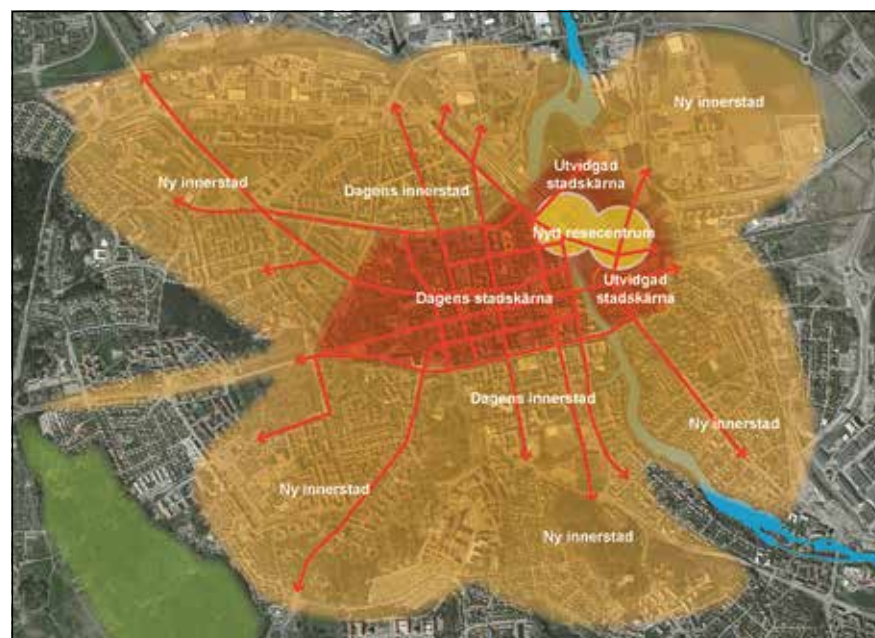 Ny innerstad
Utvidgad
stadskärna
Ny innerstad
Dagens innerstad
Nytt resecentrum
Utvidgad
stadskärna
Dagens stadskärna
Dagens innerstad
Ny innerstad
Ny innerstad
Ny innerstad